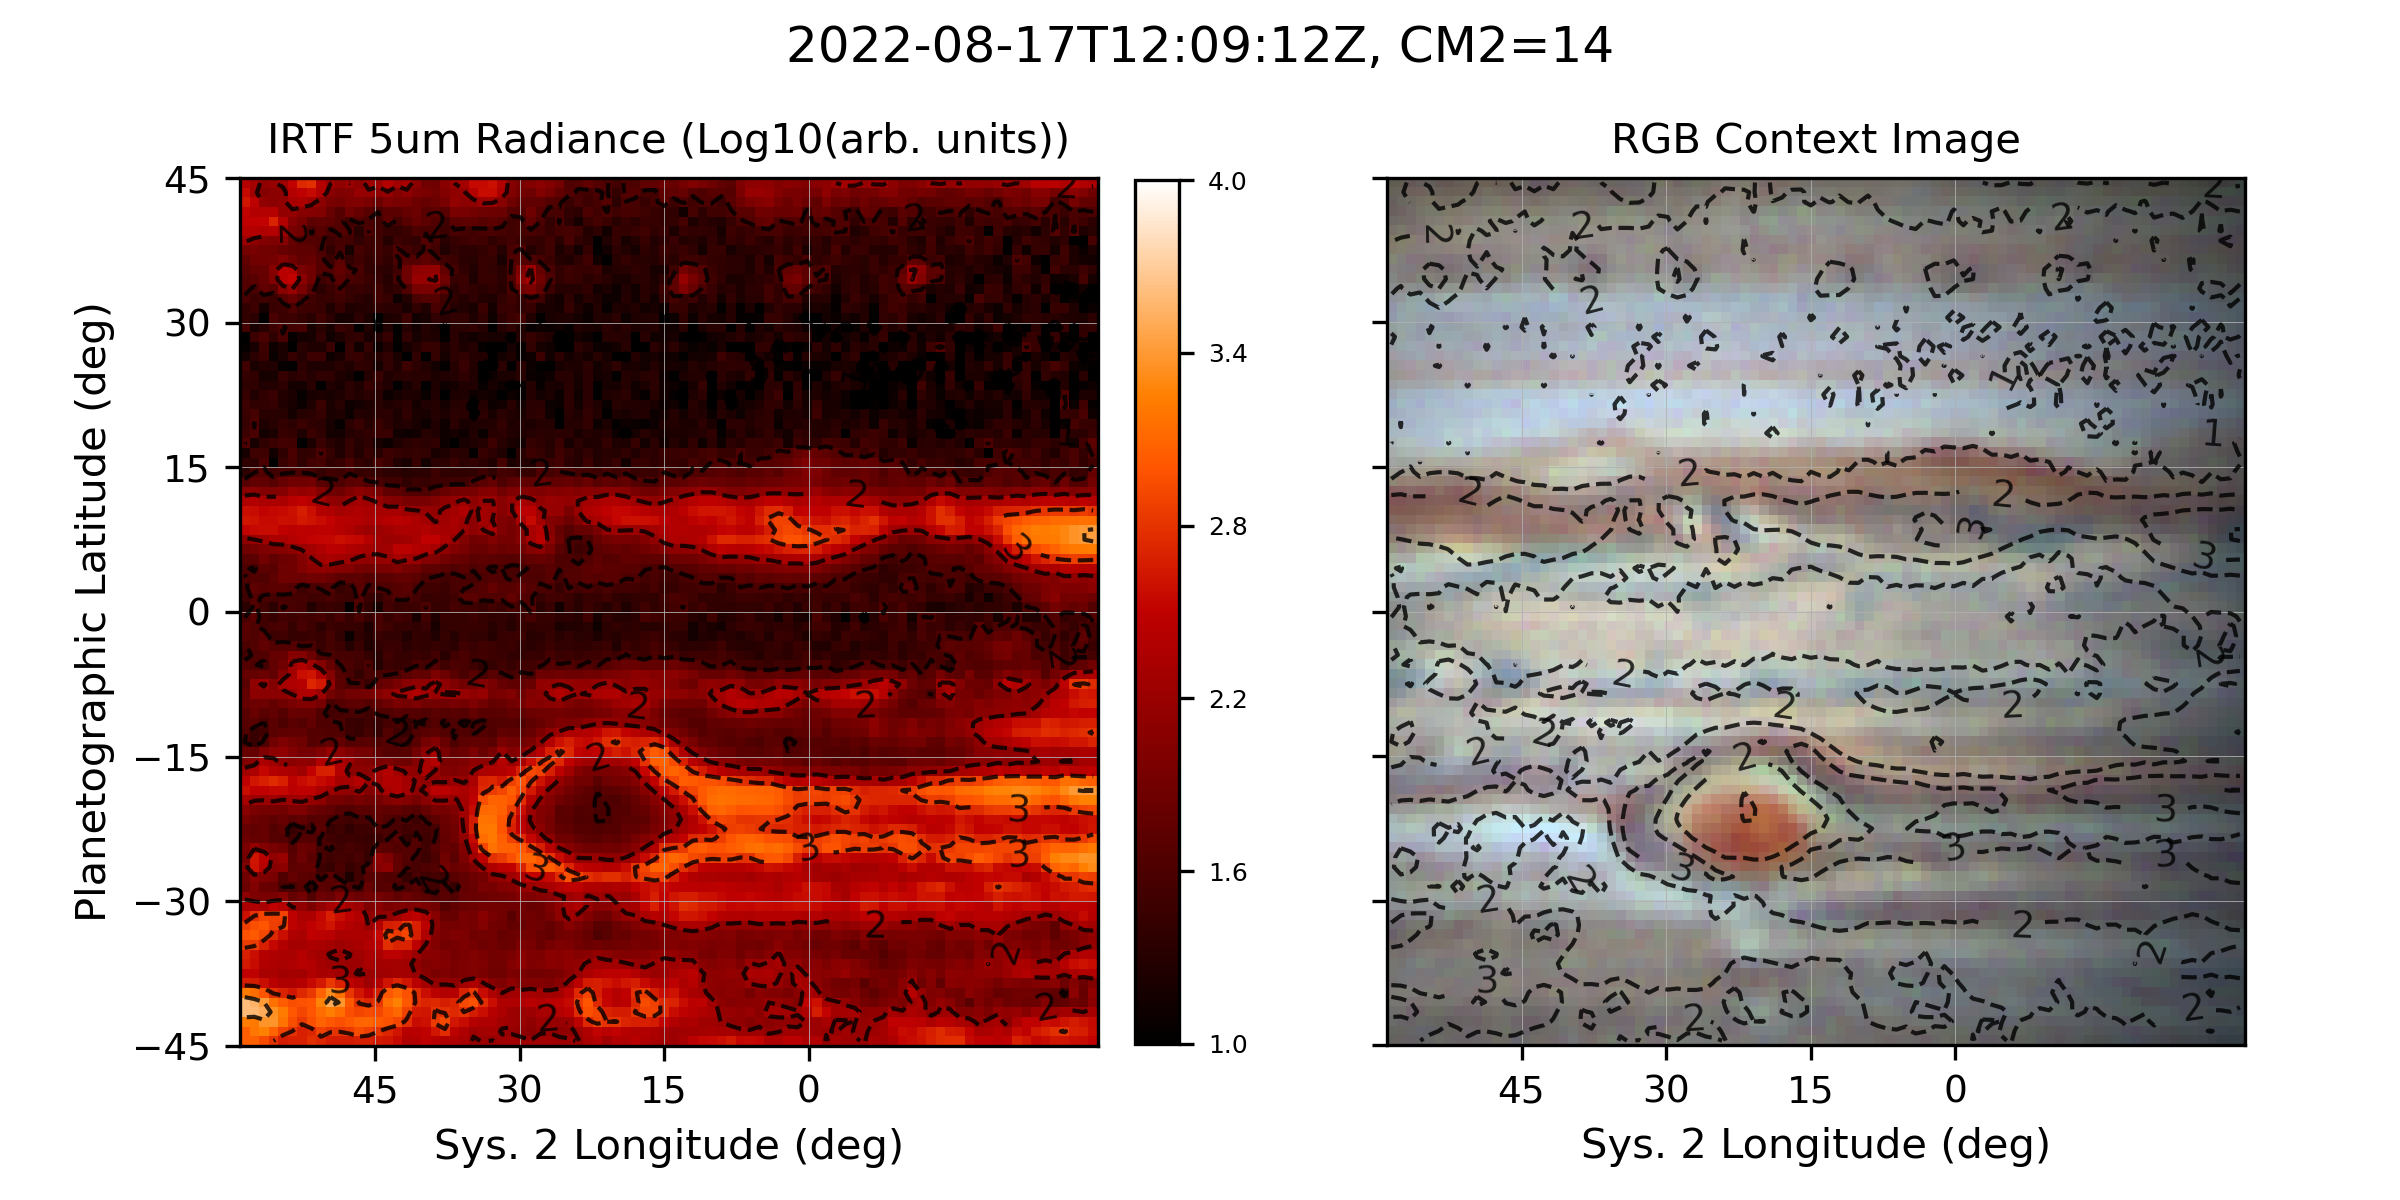 2022-08-17T12:09:12Z, CM2=14
IRTF 5um Radiance (Log10(arb. units))
RGB Context Image
Planetographic Latitude (deg)
45
30
15
0
−15
−30
−45
45 30 15 0
Sys. 2 Longitude (deg)
4.0
3.4
2.8
2.2
1.6
1.0
45 30 15 0
Sys. 2 Longitude (deg)